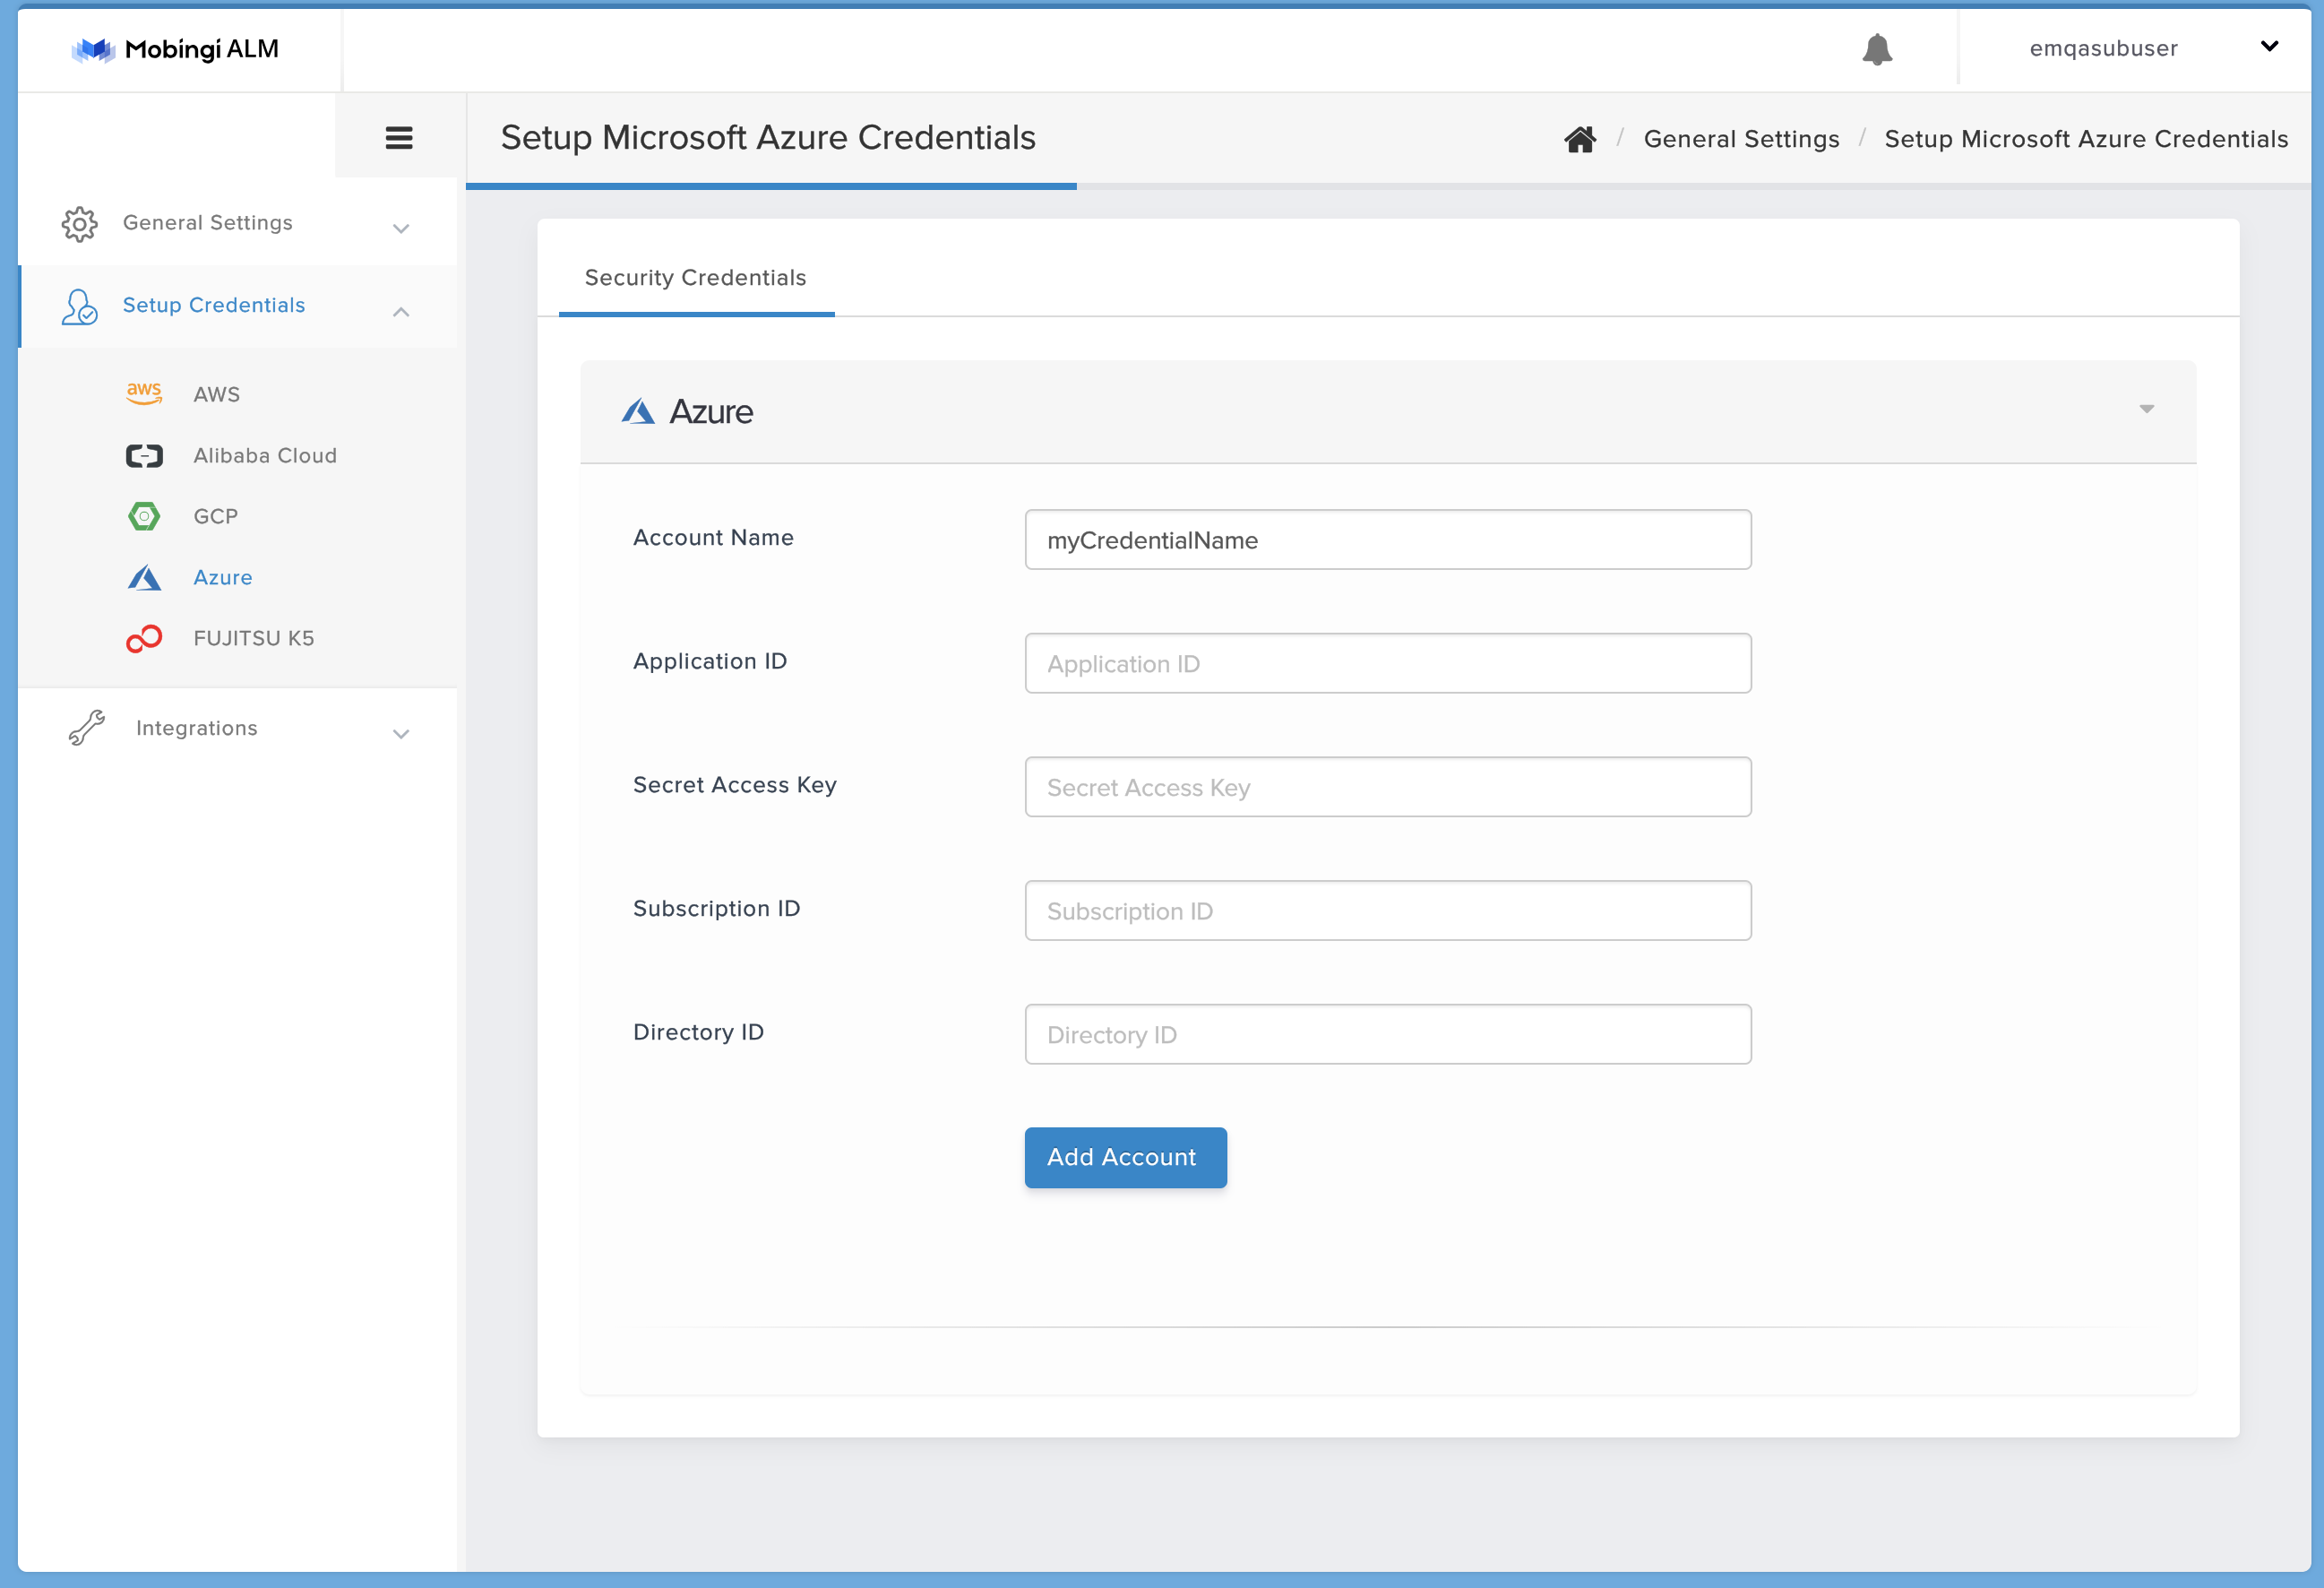 Mobingi ALM
emqasubuser
Setup Microsoft Azure Credentials
/ General Settings / Setup Microsoft Azure Credentials
General Settings
Setup Credentials
aws AWS
Alibaba Cloud
GCP
Azure
FUJITSU K5
Integrations
Security Credentials
Azure
Account Name
myCredentialName
Application ID
Application ID
Secret Access Key
Secret Access Key
Subscription ID
Subscription ID
Directory ID
Directory ID
Add Account